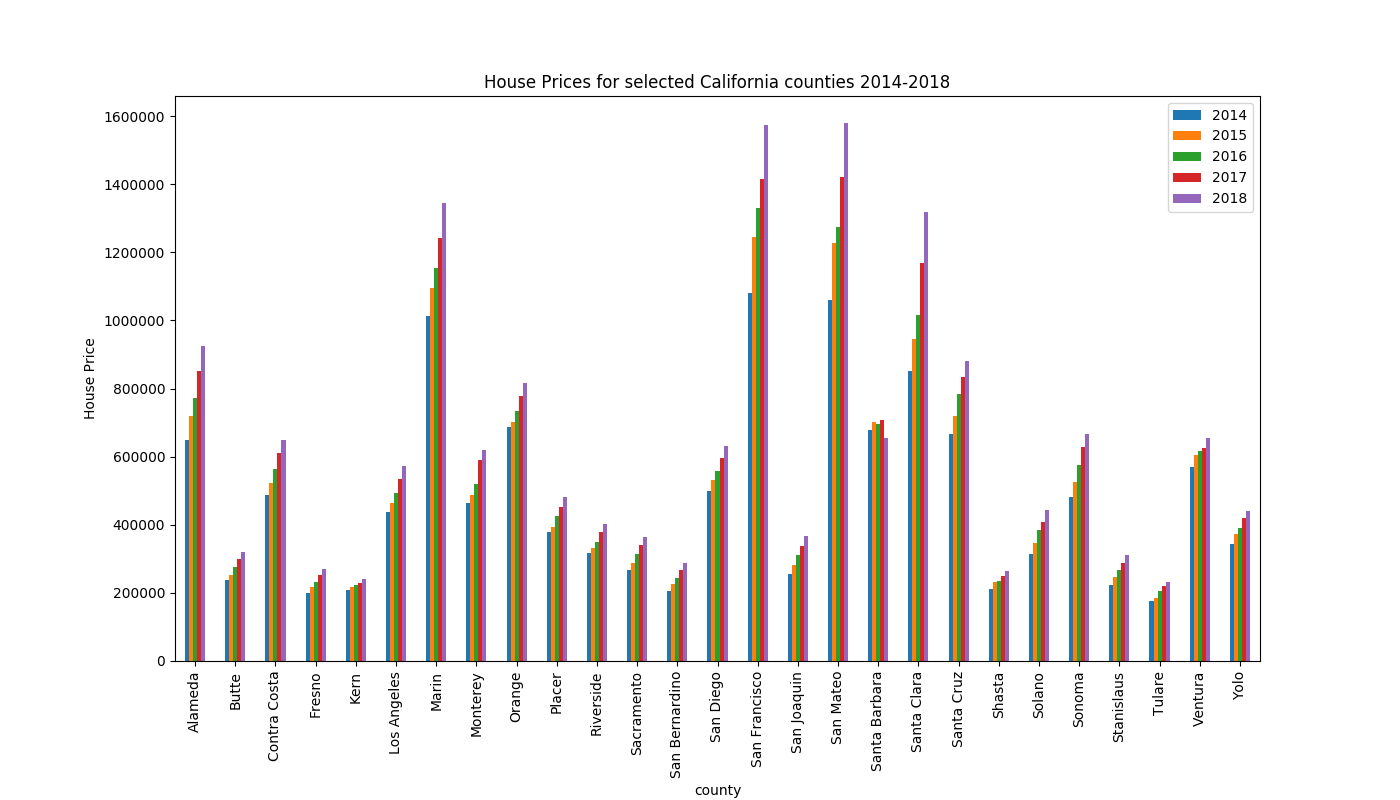 House Prices for selected California counties 2014-2018
1600000
1400000
1200000
1000000
800000
600000
400000
200000
0
House Price
2014
2015
2016
2017
2018
Alameda
Butte
Contra Costa
Fresno
Kern
Los Angeles
Marin
Monterey
Orange
Placer
Riverside
Sacramento
San Bernardino
San Diego
San Francisco
San Joaquin
San Mateo
Santa Barbara
Santa Clara
Santa Cruz
Shasta
Solano
Sonoma
Stanislaus
Tulare
Ventura
Yolo
county